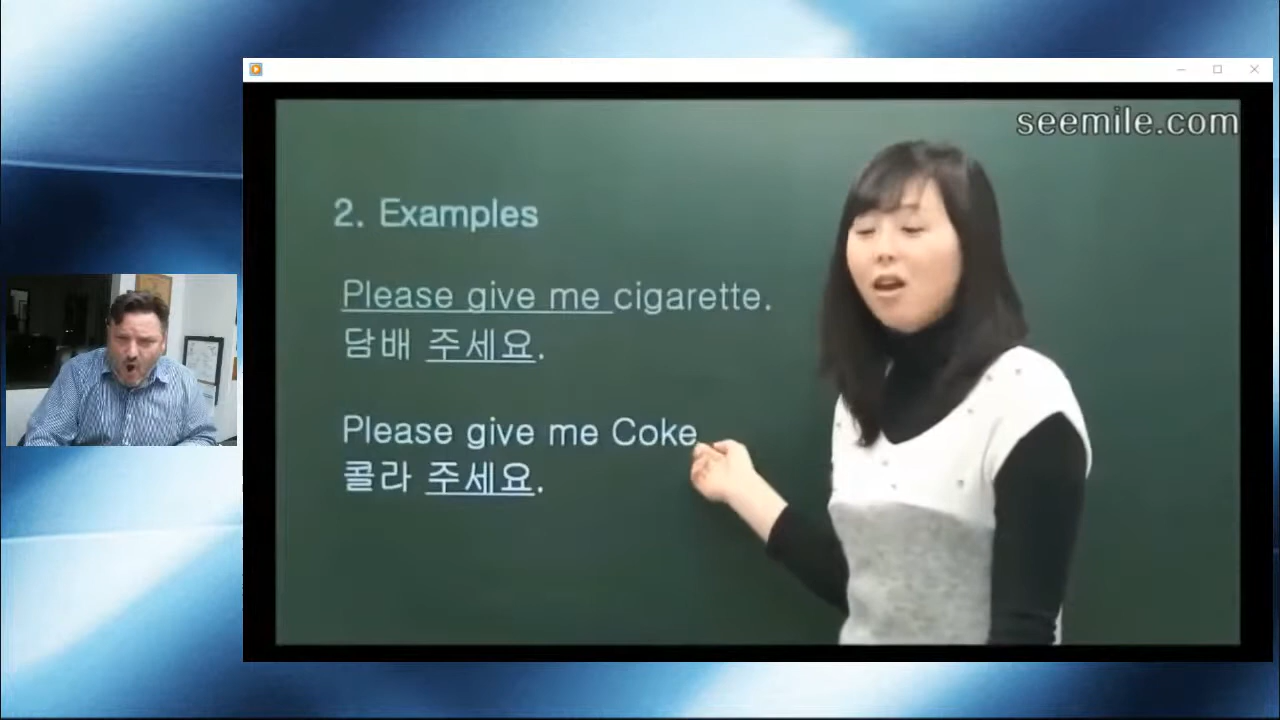 seemile.com
2. Examples
Please give me cigarette.
담배 주세요.
Please give me Coke
콜라 주세요.